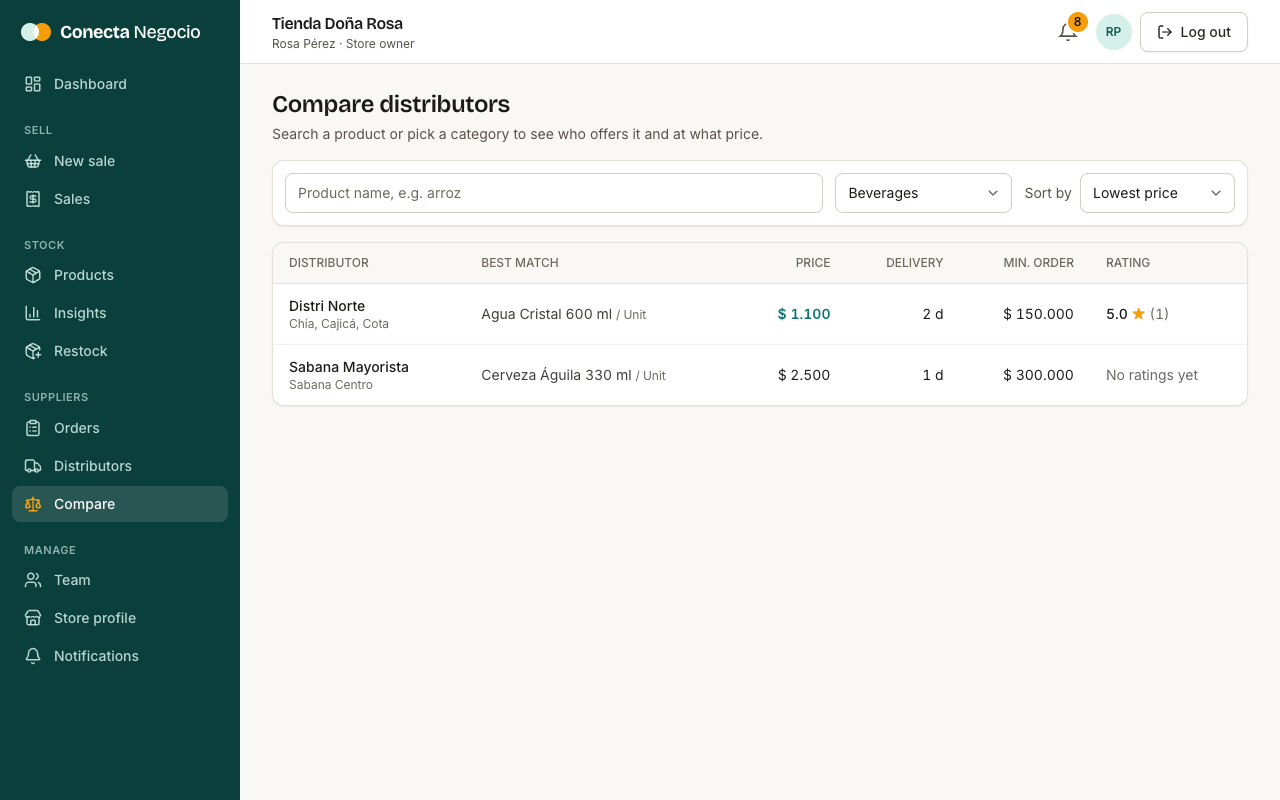 Conecta Negocio
Dashboard
SELL
New sale
Sales
STOCK
Products
Insights
Restock
SUPPLIERS
Orders
Distributors
Compare
MANAGE
Team
Store profile
Notifications
Tienda Doña Rosa
Rosa Pérez · Store owner
8
RP
Log out
Compare distributors
Search a product or pick a category to see who offers it and at what price.
Product name, e.g. arroz
Beverages
Sort by
Lowest price
DISTRIBUTOR BEST MATCH PRICE DELIVERY MIN. ORDER RATING
Distri Norte
Chía, Cajicá, Cota
Agua Cristal 600 ml / Unit
$ 1.100
2 d
$ 150.000
5.0 ★ (1)
Sabana Mayorista
Sabana Centro
Cerveza Águila 330 ml / Unit
$ 2.500
1 d
$ 300.000
No ratings yet